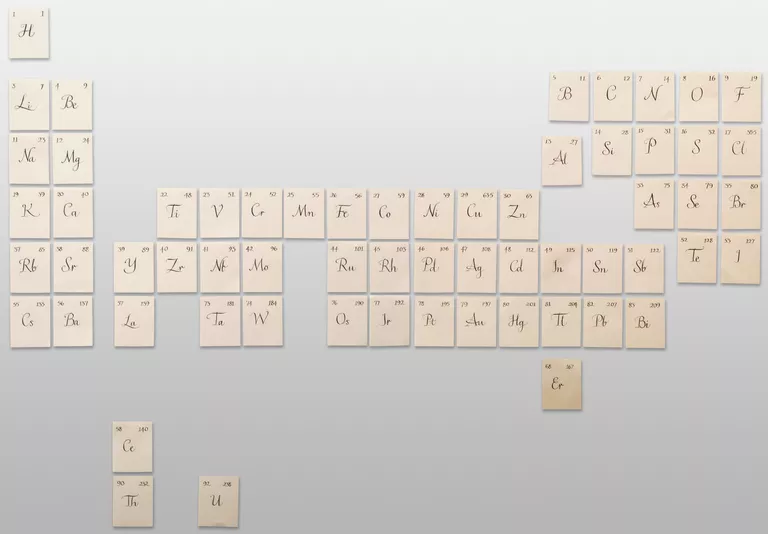 1 1
H
3 7 4 9 5 11 6 12 7 14 8 16 9 19
Li Be B C N O F
11 23 12 24 13 27 14 28 15 31 16 32 17 35.5
Na Mg Al Si P S Cl
19 39 20 40 22 48 23 51 24 52 25 55 26 56 27 59 28 59 29 63.5 30 65 33 75 34 79 35 80
K Ca Ti V Cr Mn Fe Co Ni Cu Zn As Se Br
37 85 38 88 39 89 40 91 41 93 42 96 44 101 45 103 46 106 47 108 48 112 49 115 50 119 51 122 52 128 53 127
Rb Sr Y Zr Nb Mo Ru Rh Pd Ag Cd In Sn Sb Te I
55 133 56 137 57 139 73 181 74 184 76 190 77 192 78 195 79 197 80 201 81 204 82 207 83 209
Cs Ba La Ta W Os Ir Pt Au Hg Tl Pb Bi
68 167
Er
58 140
Ce
90 232 92 238
Th U